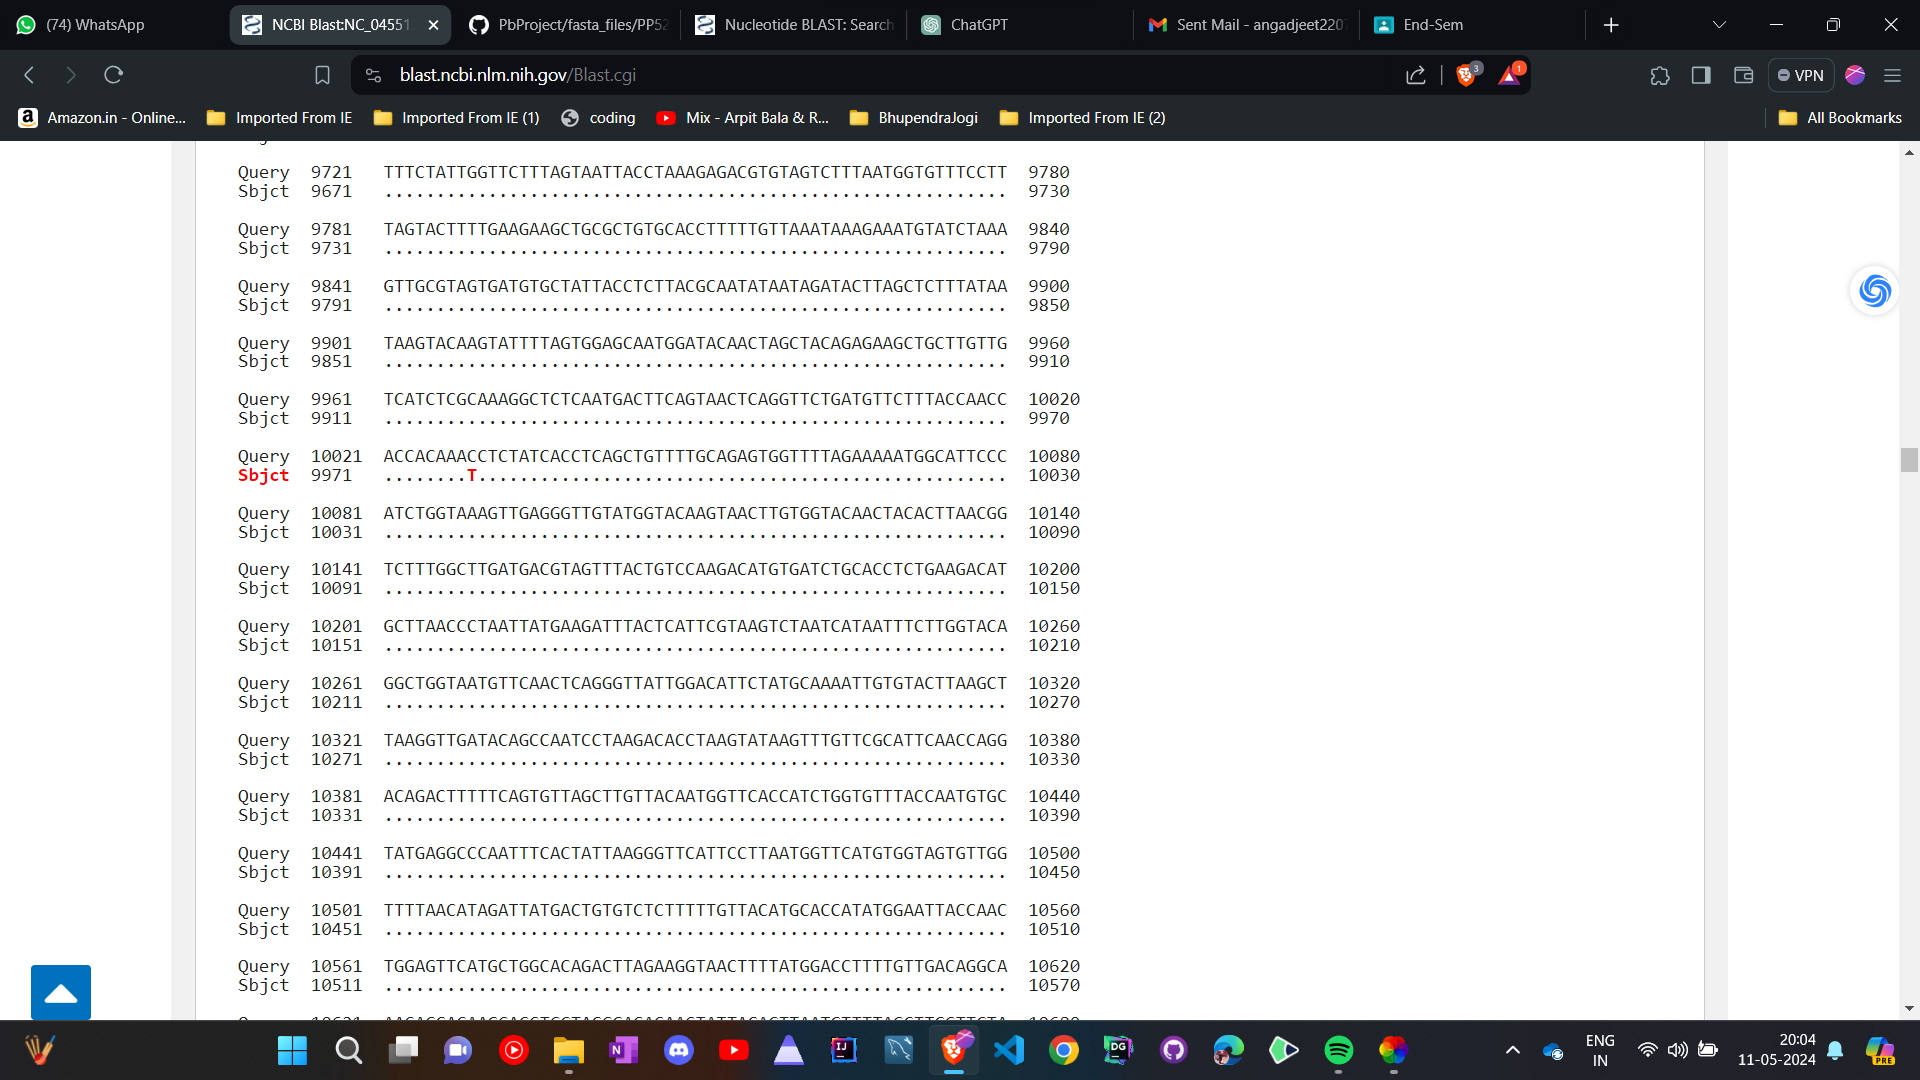 (74) WhatsApp
NCBI Blast:NC_04551
PbProject/fasta_files/PP52
Nucleotide BLAST: Search
ChatGPT
Sent Mail - angadjeet220
End-Sem
blast.ncbi.nlm.nih.gov/Blast.cgi
3
1
VPN
Amazon.in - Online...
Imported From IE
Imported From IE (1)
coding
Mix - Arpit Bala & R...
BhupendraJogi
Imported From IE (2)
All Bookmarks
Query 9721 TTTCTATTGGTTCTTTAGTAATTACCTAAAGAGACGTGTAGTCTTTAATGGTGTTTCCTT 9780
Sbjct 9671 ............................................................ 9730
Query 9781 TAGTACTTTTGAAGAAGCTGCGCTGTGCACCTTTTTGTTAAATAAAGAAATGTATCTAAA 9840
Sbjct 9731 ............................................................ 9790
Query 9841 GTTGCGTAGTGATGTGCTATTACCTCTTACGCAATATAATAGATACTTAGCTCTTTATAA 9900
Sbjct 9791 ............................................................ 9850
Query 9901 TAAGTACAAGTATTTTAGTGGAGCAATGGATACAACTAGCTACAGAGAAGCTGCTTGTTG 9960
Sbjct 9851 ............................................................ 9910
Query 9961 TCATCTCGCAAAGGCTCTCAATGACTTCAGTAACTCAGGTTCTGATGTTCTTTACCAACC 10020
Sbjct 9911 ............................................................ 9970
Query 10021 ACCACAAACCTCTATCACCTCAGCTGTTTTGCAGAGTGGTTTTAGAAAAATGGCATTCCC 10080
Sbjct 9971 ........T................................................... 10030
Query 10081 ATCTGGTAAAGTTGAGGGTTGTATGGTACAAGTAACTTGTGGTACAACTACACTTAACGG 10140
Sbjct 10031 ............................................................ 10090
Query 10141 TCTTTGGCTTGATGACGTAGTTTACTGTCCAAGACATGTGATCTGCACCTCTGAAGACAT 10200
Sbjct 10091 ............................................................ 10150
Query 10201 GCTTAACCCTAATTATGAAGATTTACTCATTCGTAAGTCTAATCATAATTTCTTGGTACA 10260
Sbjct 10151 ............................................................ 10210
Query 10261 GGCTGGTAATGTTCAACTCAGGGTTATTGGACATTCTATGCAAAATTGTGTACTTAAGCT 10320
Sbjct 10211 ............................................................ 10270
Query 10321 TAAGGTTGATACAGCCAATCCTAAGACACCTAAGTATAAGTTTGTTCGCATTCAACCAGG 10380
Sbjct 10271 ............................................................ 10330
Query 10381 ACAGACTTTTTCAGTGTTAGCTTGTTACAATGGTTCACCATCTGGTGTTTACCAATGTGC 10440
Sbjct 10331 ............................................................ 10390
Query 10441 TATGAGGCCCAATTTCACTATTAAGGGTTCATTCCTTAATGGTTCATGTGGTAGTGTTGG 10500
Sbjct 10391 ............................................................ 10450
Query 10501 TTTTAACATAGATTATGACTGTGTCTCTTTTTGTTACATGCACCATATGGAATTACCAAC 10560
Sbjct 10451 ............................................................ 10510
Query 10561 TGGAGTTCATGCTGGCACAGACTTAGAAGGTAACTTTTATGGACCTTTTGTTGACAGGCA 10620
Sbjct 10511 ............................................................ 10570
ENG
IN
20:04
11-05-2024
PRE